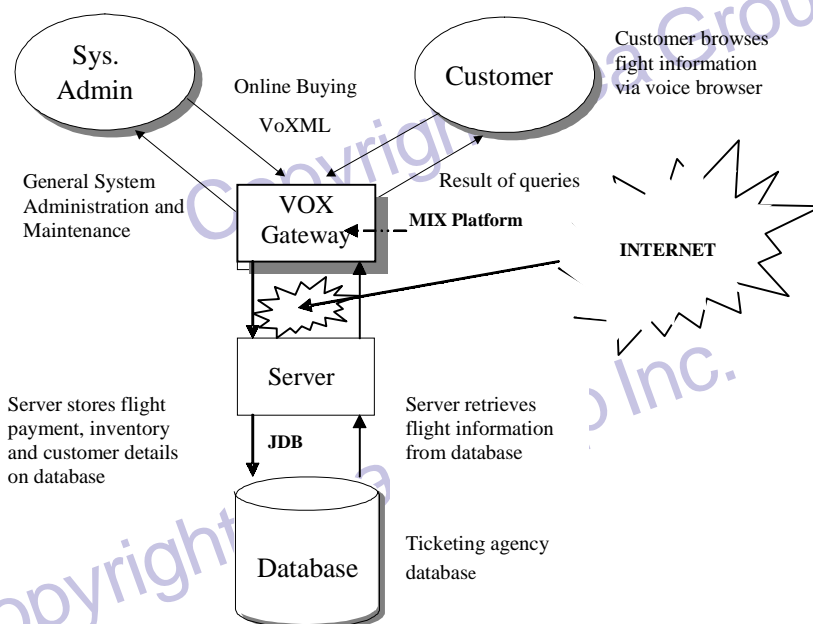 Sys.
Admin
Customer
Customer browses
fight information
via voice browser
Online Buying
VoXML
General System
Administration and
Maintenance
Result of queries
VOX
Gateway
MIX Platform
INTERNET
Server
Server stores flight
payment, inventory
and customer details
on database
JDB
Server retrieves
flight information
from database
Database
Ticketing agency
database
Copyright
Inc.